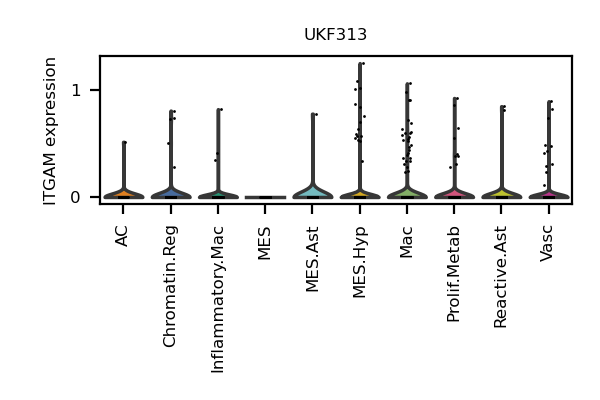 UKF313
ITGAM expression
1
0
AC
Chromatin.Reg
Inflammatory.Mac
MES
MES.Ast
MES.Hyp
Mac
Prolif.Metab
Reactive.Ast
Vasc